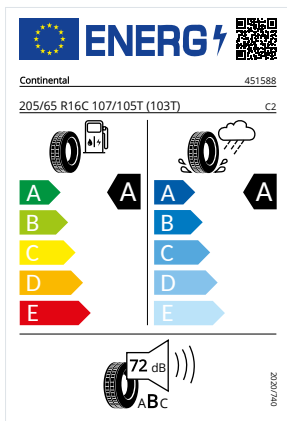 ENERG
Continental 451588
205/65 R16C 107/105T (103T) C2
A A
A A
B B
C C
D D
E E
72 dB
ABC
2020/740